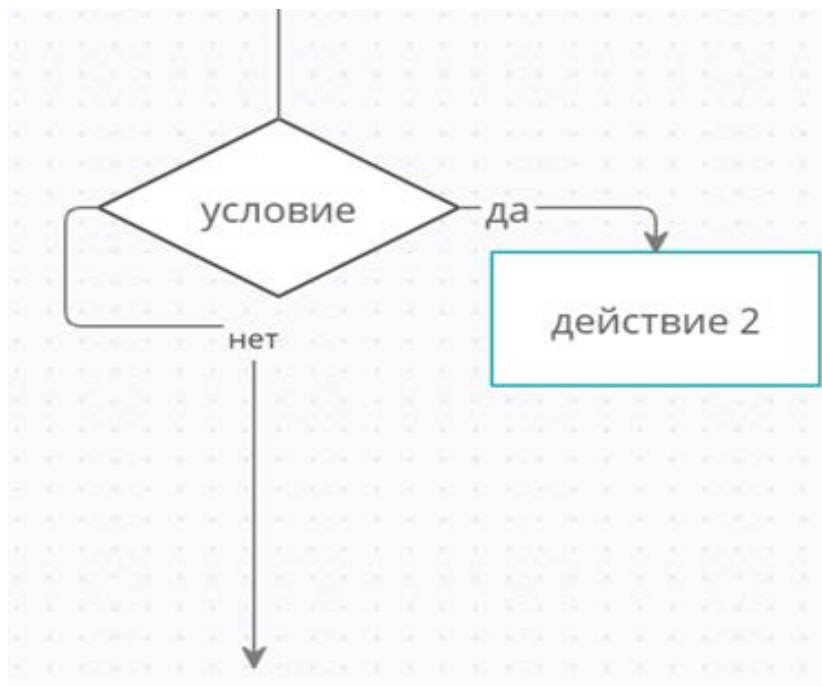 условие
да
действие 2
нет